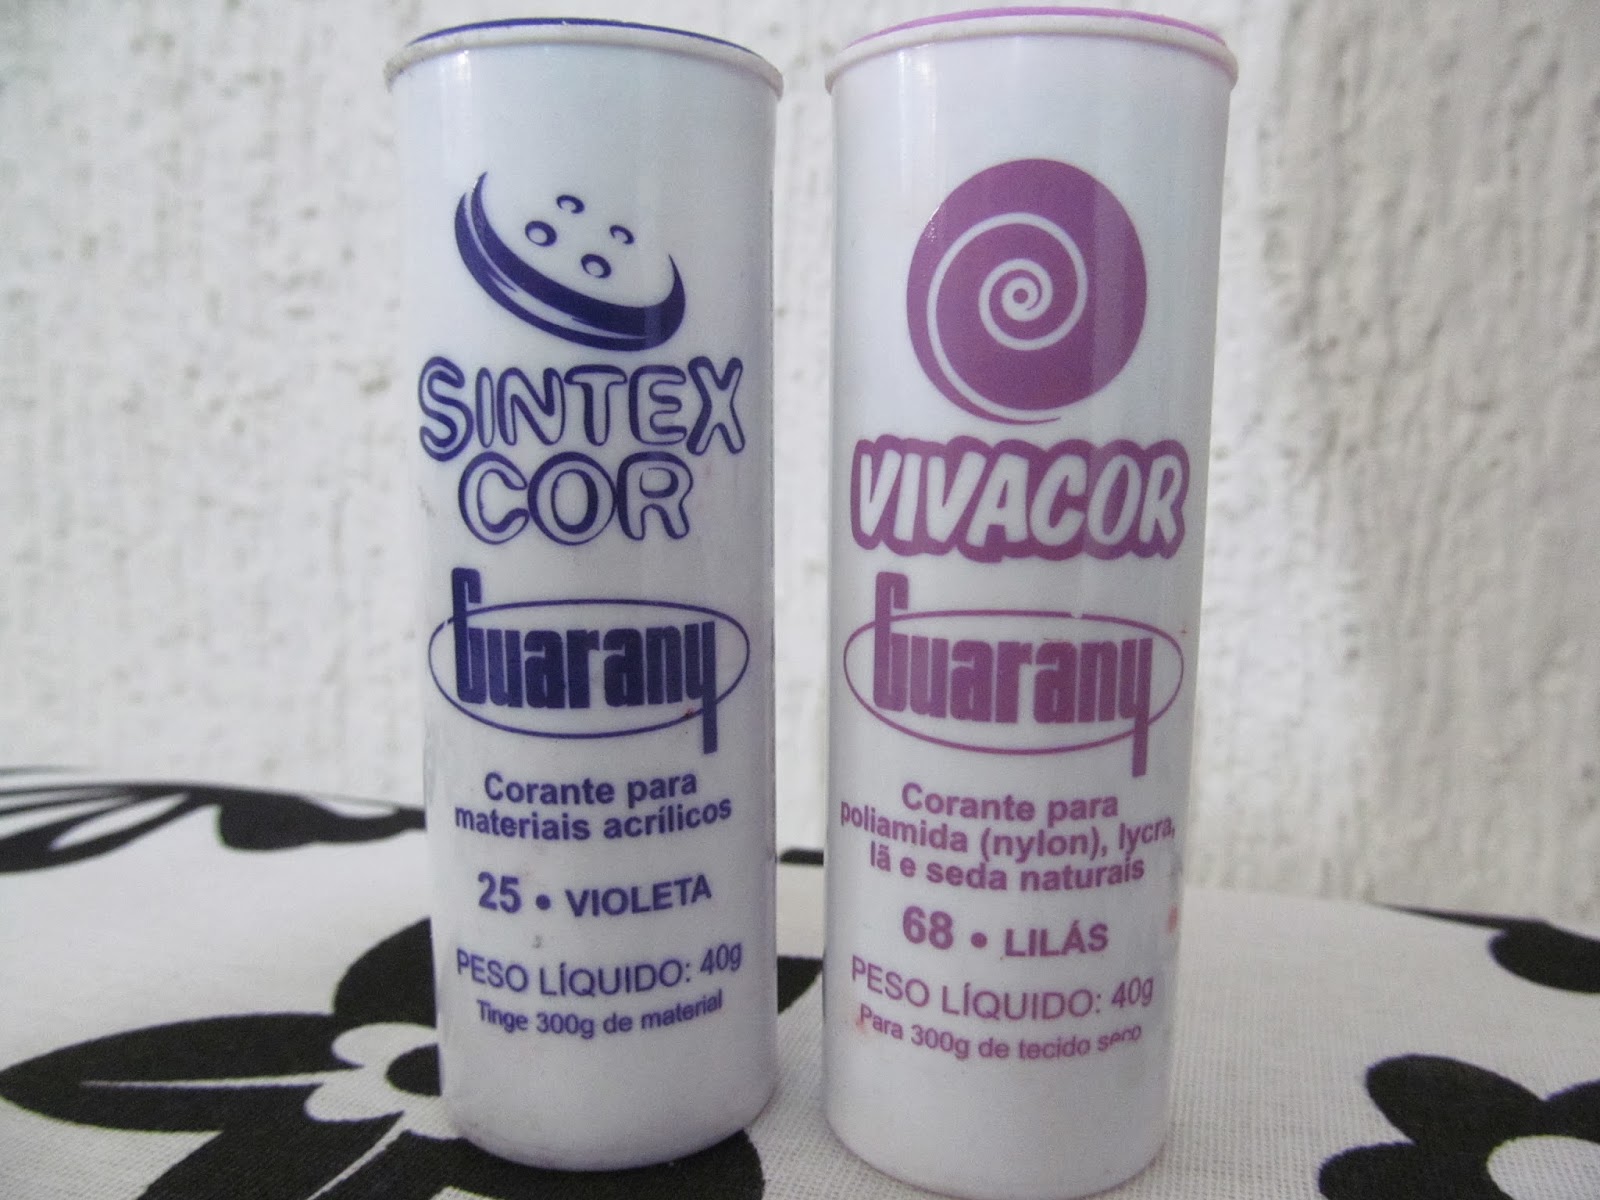 SINTEX
COR
Guarany
Corante para
materiais acrílicos
25 • VIOLETA
PESO LÍQUIDO: 40g
Tinge 300g de material
VIVACOR
Guarany
Corante para
poliamida (nylon), lycra,
lã e seda naturais
68 • LILÁS
PESO LÍQUIDO: 40g
Para 300g de tecido seco